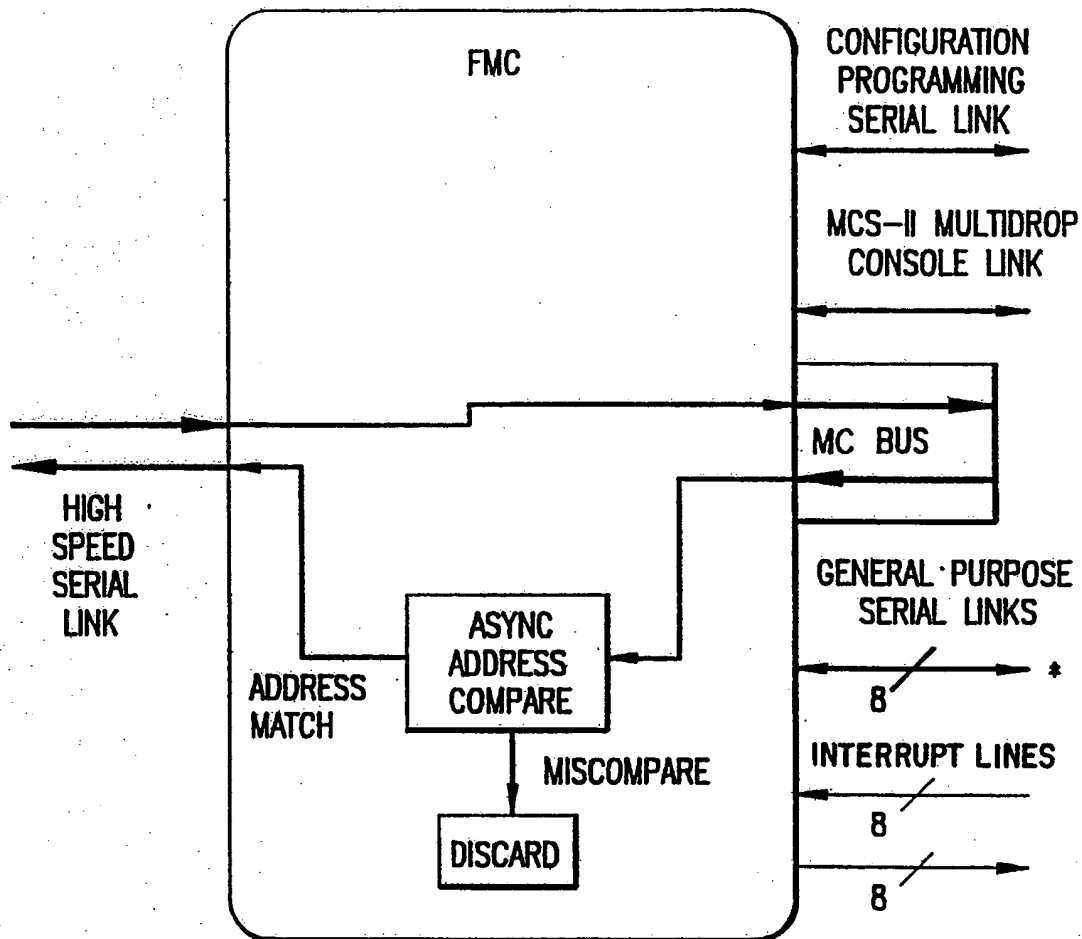 FMC
CONFIGURATION
PROGRAMMING
SERIAL LINK
MCS-II MULTIDROP
CONSOLE LINK
MC BUS
HIGH
SPEED
SERIAL
LINK
GENERAL PURPOSE
SERIAL LINKS
ASYNC
ADDRESS
COMPARE
ADDRESS
MATCH
*
8
MISCOMPARE
INTERRUPT LINES
8
DISCARD
8